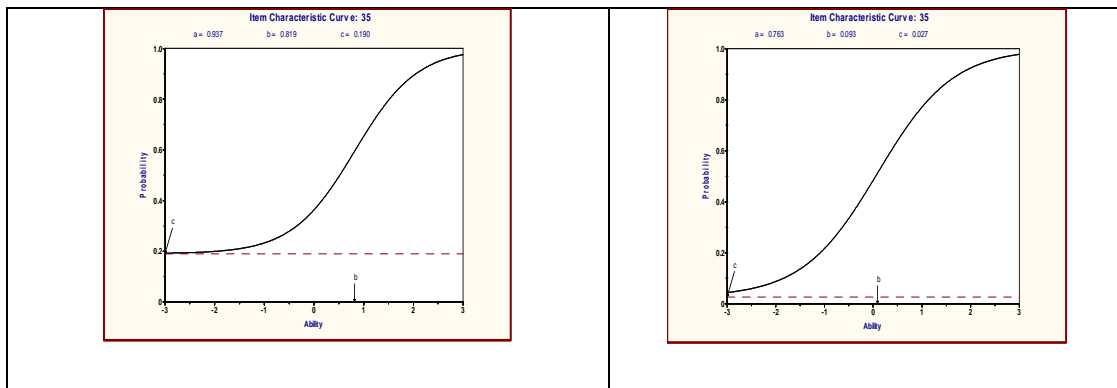 Item Characteristic Curve: 35
a = 0.937 b = 0.819 c = 0.190
1.0
0.8
0.6
0.4
0.2
0
Probability
c
b
-3 -2 -1 0 1 2 3
Ability
Item Characteristic Curve: 35
a = 0.763 b = 0.093 c = 0.027
1.0
0.8
0.6
0.4
0.2
0
Probability
c
b
-3 -2 -1 0 1 2 3
Ability